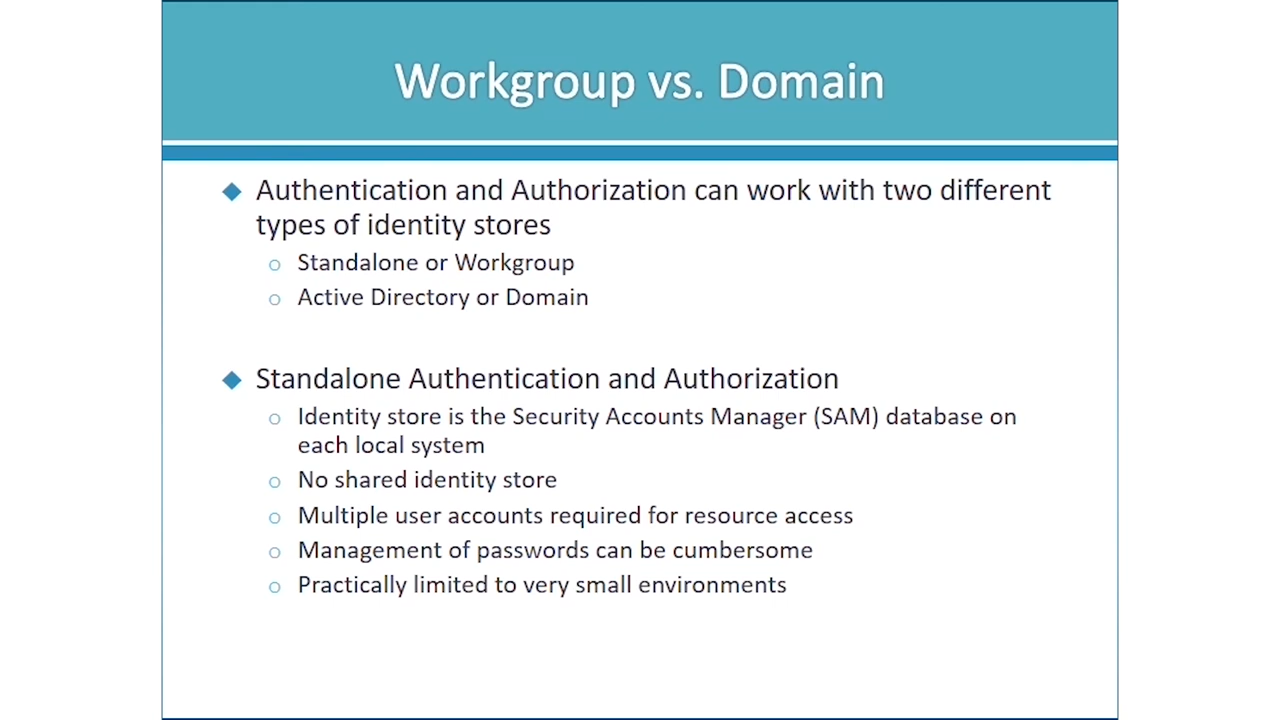 Workgroup vs. Domain
Authentication and Authorization can work with two different
types of identity stores
Standalone or Workgroup
Active Directory or Domain
Standalone Authentication and Authorization
Identity store is the Security Accounts Manager (SAM) database on
each local system
No shared identity store
Multiple user accounts required for resource access
Management of passwords can be cumbersome
Practically limited to very small environments